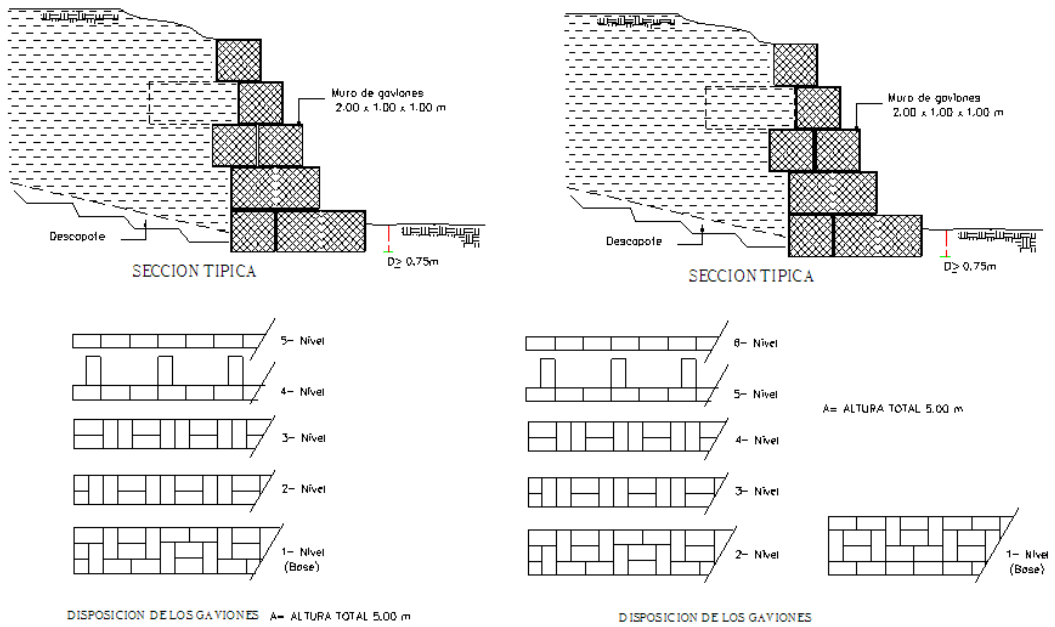 Muro de gaviones
2.00 x 1.00 x 1.00 m
Descapote
D≥ 0.75m
SECCION TIPICA
Muro de gaviones
2.00 x 1.00 x 1.00 m
Descapote
D≥ 0.75m
SECCION TIPICA
5- Nivel
4- Nivel
3- Nivel
2- Nivel
1- Nivel
(Base)
DISPOSICION DE LOS GAVIONES A= ALTURA TOTAL 5.00 m
6- Nivel
5- Nivel
A= ALTURA TOTAL 5.00 m
4- Nivel
3- Nivel
2- Nivel
1- Nivel
(Base)
DISPOSICION DE LOS GAVIONES